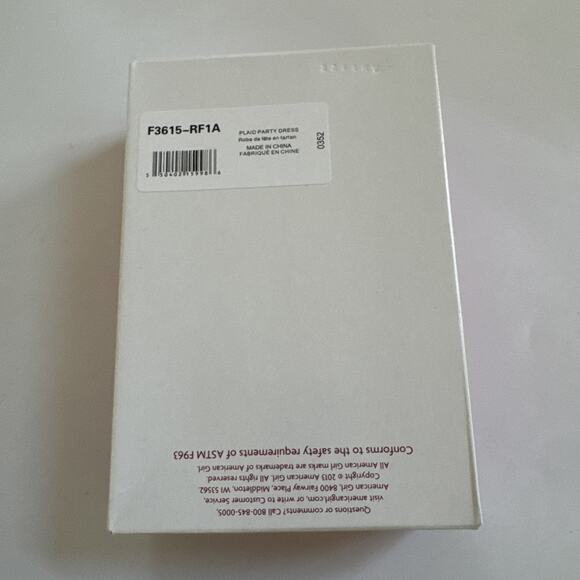 F3615-RF1A
PLAID PARTY DRESS
Robe de fête en tartan
MADE IN CHINA
FABRIQUÉ EN CHINE
0352
Questions or comments? Call 800-845-0005,
visit americangirl.com, or write to Customer Service,
American Girl, 8400 Fairway Place, Middleton, WI 53562.
Copyright © 2013 American Girl. All rights reserved.
All American Girl marks are trademarks of American Girl.
Conforms to the safety requirements of ASTM F963